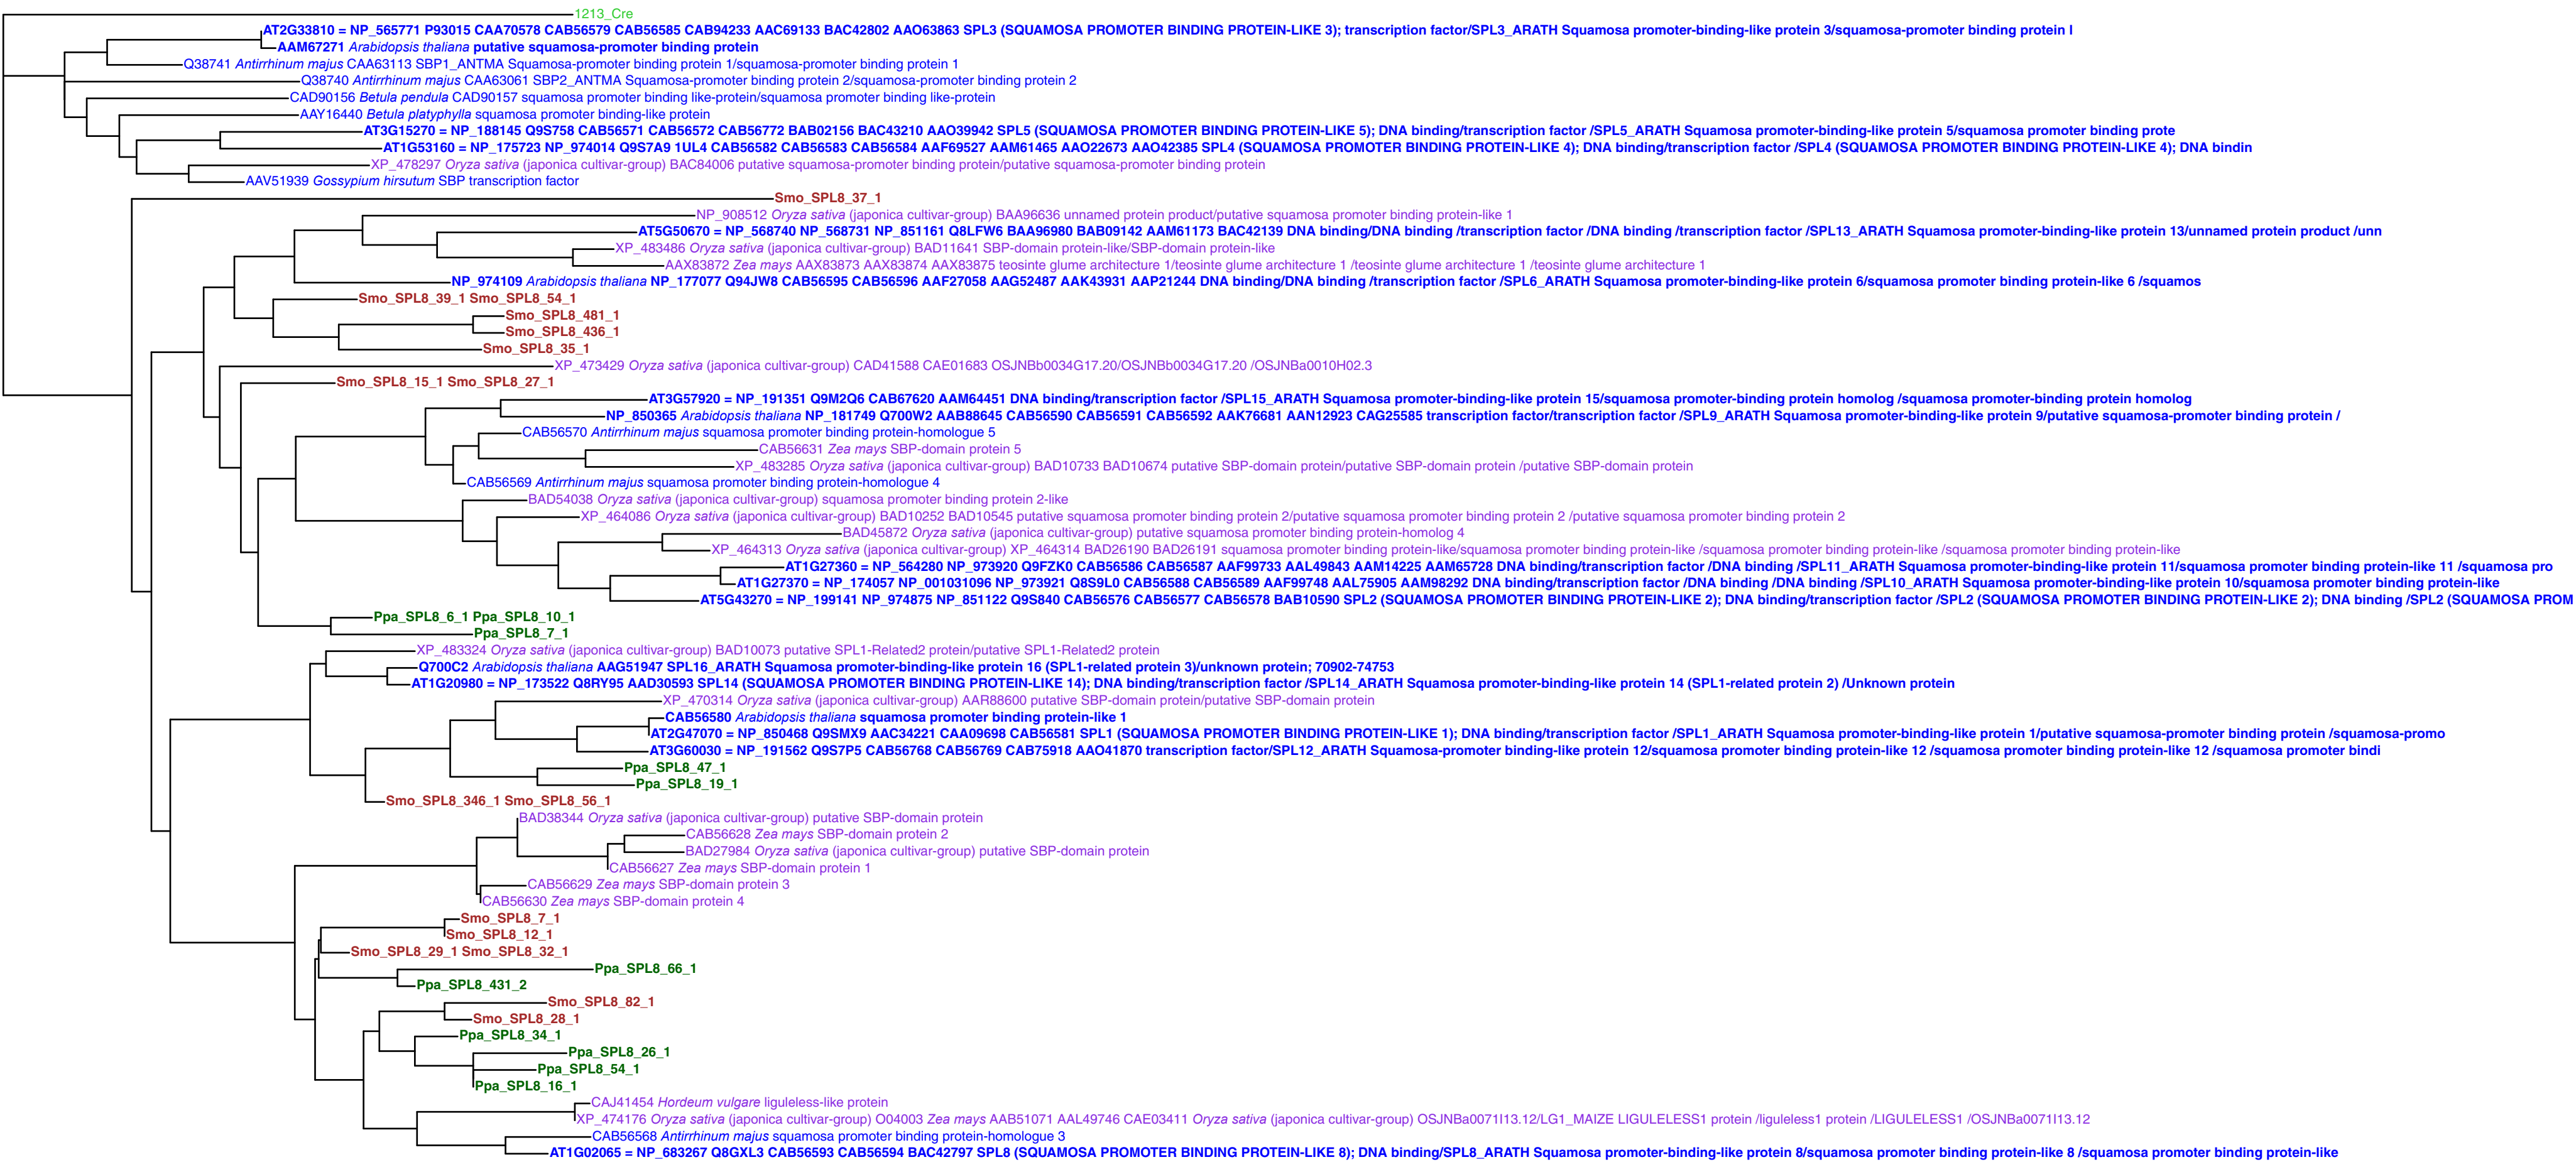 1213_Cre
AT2G33810 = NP_565771 P93015 CAA70578 CAB56579 CAB56585 CAB94233 AAC69133 BAC42802 AAO63863 SPL3 (SQUAMOSA PROMOTER BINDING PROTEIN-LIKE 3); transcription factor/SPL3_ARATH Squamosa promoter-binding-like protein 3/squamosa-promoter binding protein l
AAM67271 Arabidopsis thaliana putative squamosa-promoter binding protein
Q38741 Antirrhinum majus CAA63113 SBP1_ANTMA Squamosa-promoter binding protein 1/squamosa-promoter binding protein 1
Q38740 Antirrhinum majus CAA63061 SBP2_ANTMA Squamosa-promoter binding protein 2/squamosa-promoter binding protein 2
CAD90156 Betula pendula CAD90157 squamosa promoter binding like-protein/squamosa promoter binding like-protein
AAY16440 Betula platyphylla squamosa promoter binding-like protein
AT3G15270 = NP_188145 Q9S758 CAB56571 CAB56572 CAB56772 BAB02156 BAC43210 AAO39942 SPL5 (SQUAMOSA PROMOTER BINDING PROTEIN-LIKE 5); DNA binding/transcription factor /SPL5_ARATH Squamosa promoter-binding-like protein 5/squamosa promoter binding prote
AT1G53160 = NP_175723 NP_974014 Q9S7A9 1UL4 CAB56582 CAB56583 CAB56584 AAF69527 AAM61465 AAO22673 AAO42385 SPL4 (SQUAMOSA PROMOTER BINDING PROTEIN-LIKE 4); DNA binding/transcription factor /SPL4 (SQUAMOSA PROMOTER BINDING PROTEIN-LIKE 4); DNA bindin
XP_478297 Oryza sativa (japonica cultivar-group) BAC84006 putative squamosa-promoter binding protein/putative squamosa-promoter binding protein
AAV51939 Gossypium hirsutum SBP transcription factor
Smo_SPL8_37_1
NP_908512 Oryza sativa (japonica cultivar-group) BAA96636 unnamed protein product/putative squamosa promoter binding protein-like 1
AT5G50670 = NP_568740 NP_568731 NP_851161 Q8LFW6 BAA96980 BAB09142 AAM61173 BAC42139 DNA binding/DNA binding /transcription factor /DNA binding /transcription factor /SPL13_ARATH Squamosa promoter-binding-like protein 13/unnamed protein product /unn
XP_483486 Oryza sativa (japonica cultivar-group) BAD11641 SBP-domain protein-like/SBP-domain protein-like
AAX83872 Zea mays AAX83873 AAX83874 AAX83875 teosinte glume architecture 1/teosinte glume architecture 1 /teosinte glume architecture 1 /teosinte glume architecture 1
NP_974109 Arabidopsis thaliana NP_177077 Q94JW8 CAB56595 CAB56596 AAF27058 AAG52487 AAK43931 AAP21244 DNA binding/DNA binding /transcription factor /SPL6_ARATH Squamosa promoter-binding-like protein 6/squamosa promoter binding protein-like 6 /squamos
Smo_SPL8_39_1 Smo_SPL8_54_1
Smo_SPL8_481_1
Smo_SPL8_436_1
Smo_SPL8_35_1
XP_473429 Oryza sativa (japonica cultivar-group) CAD41588 CAE01683 OSJNBb0034G17.20/OSJNBb0034G17.20 /OSJNBa0010H02.3
Smo_SPL8_15_1 Smo_SPL8_27_1
AT3G57920 = NP_191351 Q9M2Q6 CAB67620 AAM64451 DNA binding/transcription factor /SPL15_ARATH Squamosa promoter-binding-like protein 15/squamosa promoter-binding protein homolog /squamosa promoter-binding protein homolog
NP_850365 Arabidopsis thaliana NP_181749 Q700W2 AAB88645 CAB56590 CAB56591 CAB56592 AAK76681 AAN12923 CAG25585 transcription factor/transcription factor /SPL9_ARATH Squamosa promoter-binding-like protein 9/putative squamosa-promoter binding protein /
CAB56570 Antirrhinum majus squamosa promoter binding protein-homologue 5
CAB56631 Zea mays SBP-domain protein 5
XP_483285 Oryza sativa (japonica cultivar-group) BAD10733 BAD10674 putative SBP-domain protein/putative SBP-domain protein /putative SBP-domain protein
CAB56569 Antirrhinum majus squamosa promoter binding protein-homologue 4
BAD54038 Oryza sativa (japonica cultivar-group) squamosa promoter binding protein 2-like
XP_464086 Oryza sativa (japonica cultivar-group) BAD10252 BAD10545 putative squamosa promoter binding protein 2/putative squamosa promoter binding protein 2 /putative squamosa promoter binding protein 2
BAD45872 Oryza sativa (japonica cultivar-group) putative squamosa promoter binding protein-homolog 4
XP_464313 Oryza sativa (japonica cultivar-group) XP_464314 BAD26190 BAD26191 squamosa promoter binding protein-like/squamosa promoter binding protein-like /squamosa promoter binding protein-like /squamosa promoter binding protein-like
AT1G27360 = NP_564280 NP_973920 Q9FZK0 CAB56586 CAB56587 AAF99733 AAL49843 AAM14225 AAM65728 DNA binding/transcription factor /DNA binding /SPL11_ARATH Squamosa promoter-binding-like protein 11/squamosa promoter binding protein-like 11 /squamosa pro
AT1G27370 = NP_174057 NP_001031096 NP_973921 Q8S9L0 CAB56588 CAB56589 AAF99748 AAL75905 AAM98292 DNA binding/transcription factor /DNA binding /DNA binding /SPL10_ARATH Squamosa promoter-binding-like protein 10/squamosa promoter binding protein-like
AT5G43270 = NP_199141 NP_974875 NP_851122 Q9S840 CAB56576 CAB56577 CAB56578 BAB10590 SPL2 (SQUAMOSA PROMOTER BINDING PROTEIN-LIKE 2); DNA binding/transcription factor /SPL2 (SQUAMOSA PROMOTER BINDING PROTEIN-LIKE 2); DNA binding /SPL2 (SQUAMOSA PROM
Ppa_SPL8_6_1 Ppa_SPL8_10_1
Ppa_SPL8_7_1
XP_483324 Oryza sativa (japonica cultivar-group) BAD10073 putative SPL1-Related2 protein/putative SPL1-Related2 protein
Q700C2 Arabidopsis thaliana AAG51947 SPL16_ARATH Squamosa promoter-binding-like protein 16 (SPL1-related protein 3)/unknown protein; 70902-74753
AT1G20980 = NP_173522 Q8RY95 AAD30593 SPL14 (SQUAMOSA PROMOTER BINDING PROTEIN-LIKE 14); DNA binding/transcription factor /SPL14_ARATH Squamosa promoter-binding-like protein 14 (SPL1-related protein 2) /Unknown protein
XP_470314 Oryza sativa (japonica cultivar-group) AAR88600 putative SBP-domain protein/putative SBP-domain protein
CAB56580 Arabidopsis thaliana squamosa promoter binding protein-like 1
AT2G47070 = NP_850468 Q9SMX9 AAC34221 CAA09698 CAB56581 SPL1 (SQUAMOSA PROMOTER BINDING PROTEIN-LIKE 1); DNA binding/transcription factor /SPL1_ARATH Squamosa promoter-binding-like protein 1/putative squamosa-promoter binding protein /squamosa-promo
AT3G60030 = NP_191562 Q9S7P5 CAB56768 CAB56769 CAB75918 AAO41870 transcription factor/SPL12_ARATH Squamosa-promoter binding-like protein 12/squamosa promoter binding protein-like 12 /squamosa promoter binding protein-like 12 /squamosa promoter bindi
Ppa_SPL8_47_1
Ppa_SPL8_19_1
Smo_SPL8_346_1 Smo_SPL8_56_1
BAD38344 Oryza sativa (japonica cultivar-group) putative SBP-domain protein
CAB56628 Zea mays SBP-domain protein 2
BAD27984 Oryza sativa (japonica cultivar-group) putative SBP-domain protein
CAB56627 Zea mays SBP-domain protein 1
CAB56629 Zea mays SBP-domain protein 3
CAB56630 Zea mays SBP-domain protein 4
Smo_SPL8_7_1
Smo_SPL8_12_1
Smo_SPL8_29_1 Smo_SPL8_32_1
Ppa_SPL8_66_1
Ppa_SPL8_431_2
Smo_SPL8_82_1
Smo_SPL8_28_1
Ppa_SPL8_34_1
Ppa_SPL8_26_1
Ppa_SPL8_54_1
Ppa_SPL8_16_1
CAJ41454 Hordeum vulgare liguleless-like protein
XP_474176 Oryza sativa (japonica cultivar-group) O04003 Zea mays AAB51071 AAL49746 CAE03411 Oryza sativa (japonica cultivar-group) OSJNBa0071I13.12/LG1_MAIZE LIGULELESS1 protein /liguleless1 protein /LIGULELESS1 /OSJNBa0071I13.12
CAB56568 Antirrhinum majus squamosa promoter binding protein-homologue 3
AT1G02065 = NP_683267 Q8GXL3 CAB56593 CAB56594 BAC42797 SPL8 (SQUAMOSA PROMOTER BINDING PROTEIN-LIKE 8); DNA binding/SPL8_ARATH Squamosa promoter-binding-like protein 8/squamosa promoter binding protein-like 8 /squamosa promoter binding protein-like